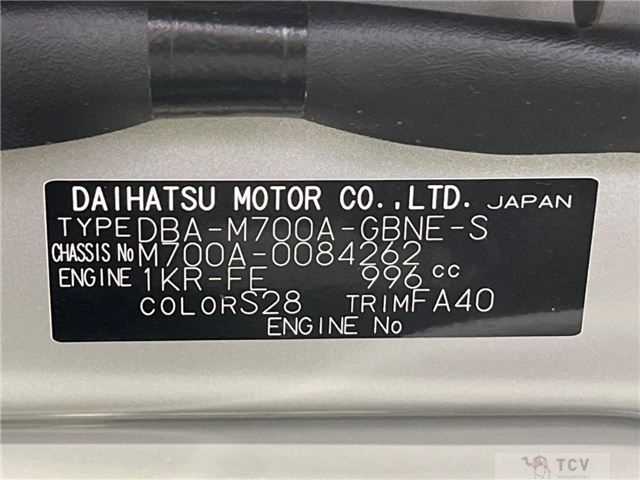 DAIHATSU MOTOR CO.,LTD. JAPAN
TYPE DBA-M700A-GBNE-S
CHASSIS No M700A-0084262
ENGINE 1KR-FE 996 cc
COLOR S28 TRIM FA40
ENGINE No
TCV